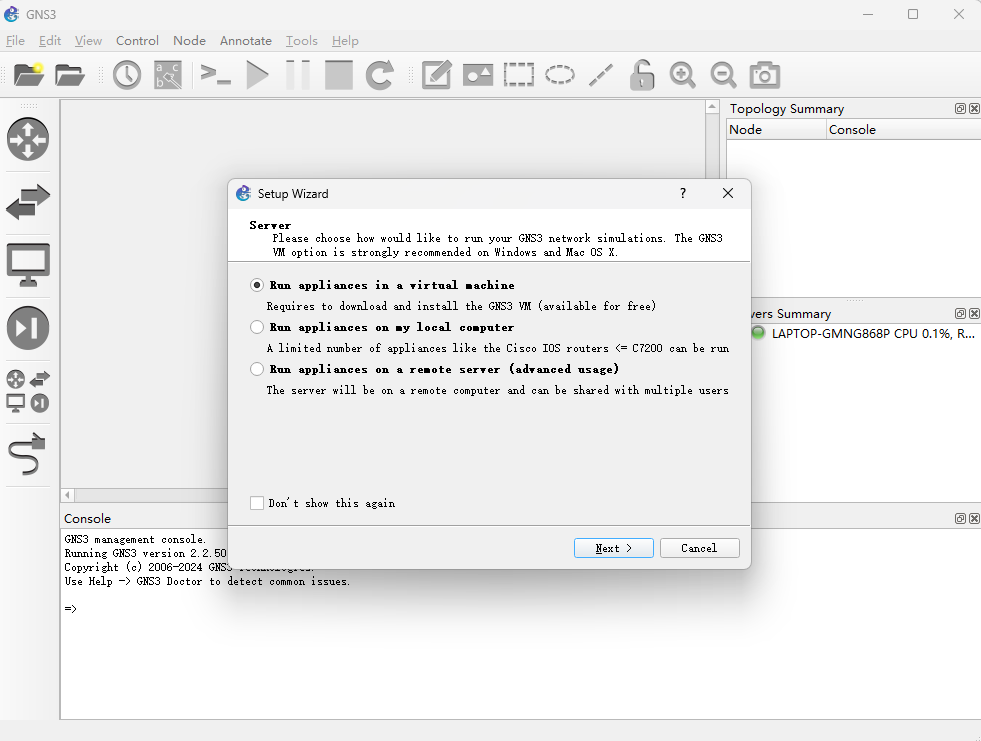 GNS3
File Edit View Control Node Annotate Tools Help
a b c
Topology Summary
Node Console
Setup Wizard ?
Server
Please choose how would like to run your GNS3 network simulations. The GNS3
VM option is strongly recommended on Windows and Mac OS X.
Run appliances in a virtual machine
Requires to download and install the GNS3 VM (available for free)
Run appliances on my local computer
A limited number of appliances like the Cisco IOS routers <= C7200 can be run
Run appliances on a remote server (advanced usage)
The server will be on a remote computer and can be shared with multiple users
Don't show this again
Next > Cancel
vers Summary
LAPTOP-GMNG868P CPU 0.1%, R...
Console
GNS3 management console.
Running GNS3 version 2.2.50
Copyright (c) 2006-2024 GNS3 Technologies.
Use Help -> GNS3 Doctor to detect common issues.
=>